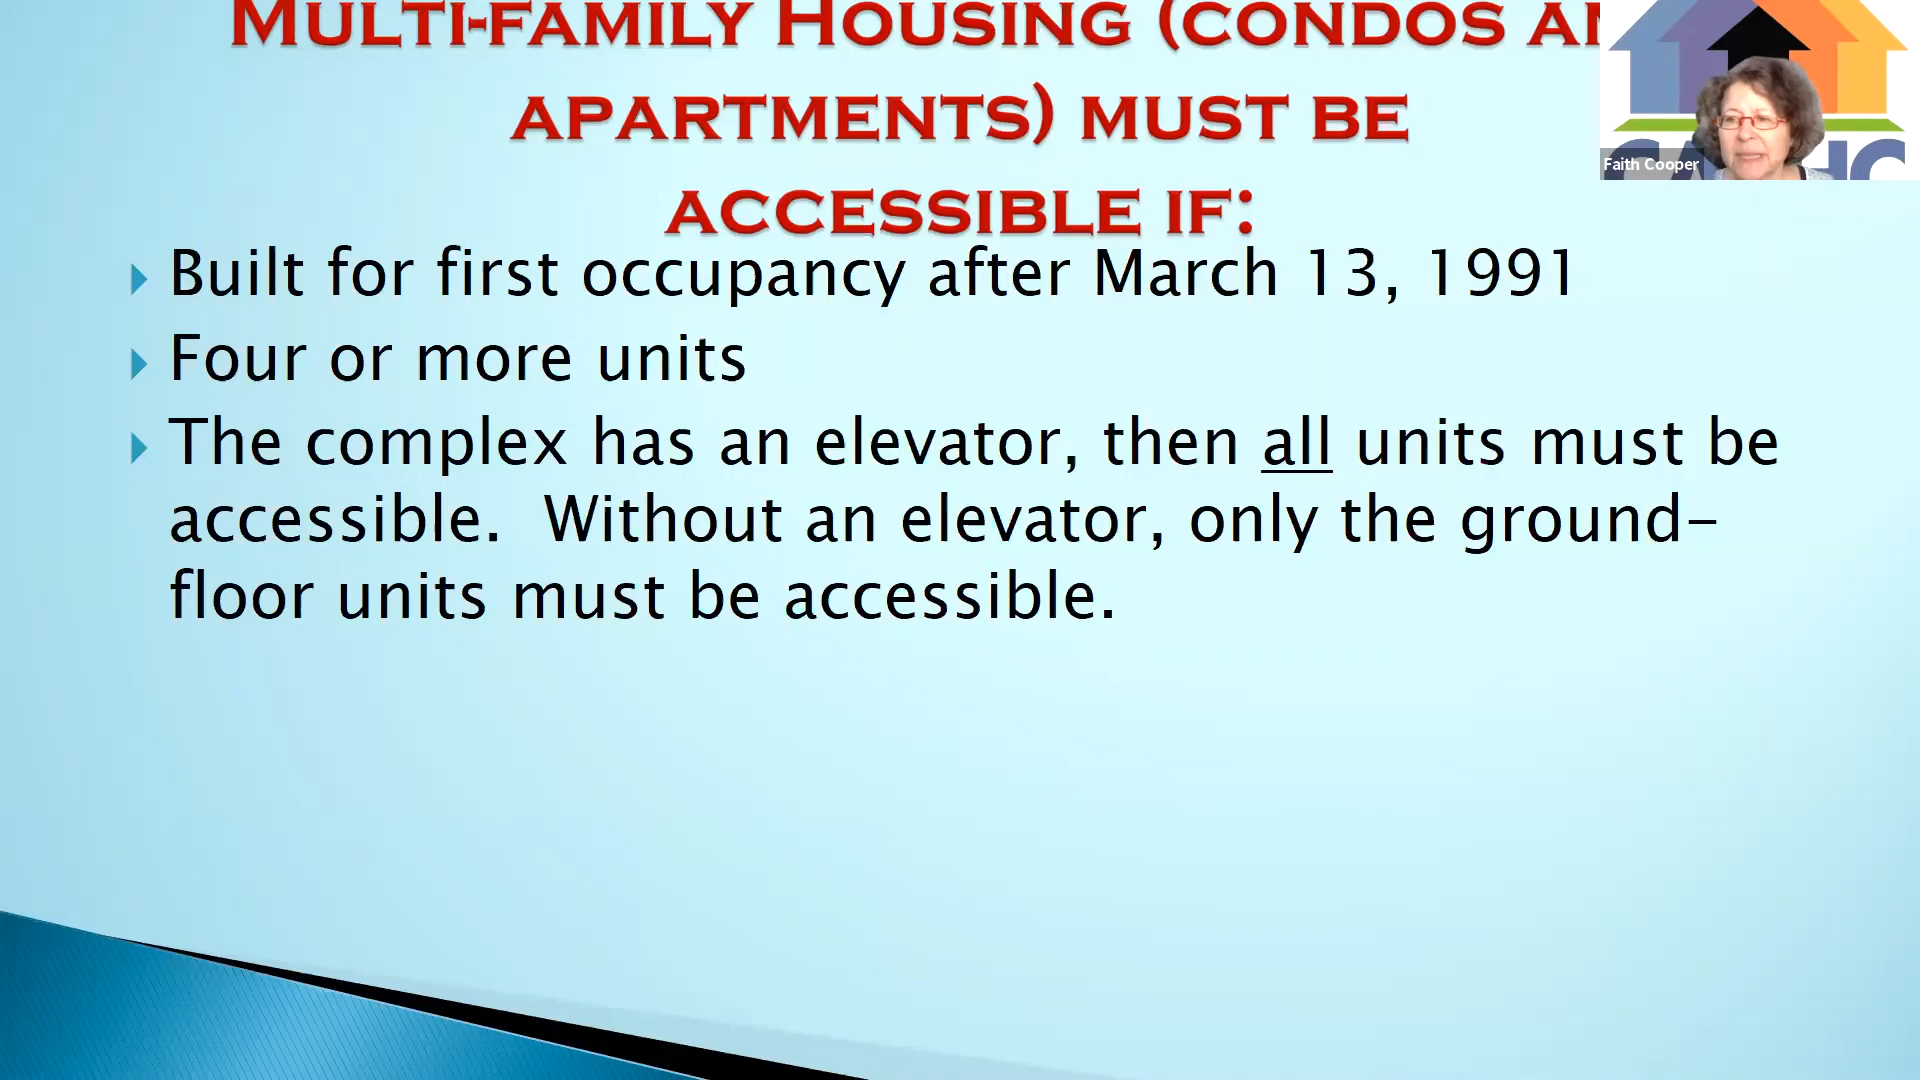 MULTI-FAMILY HOUSING (CONDOS
APARTMENTS) MUST BE
ACCESSIBLE IF:
Faith Cooper
Built for first occupancy after March 13, 1991
Four or more units
The complex has an elevator, then all units must be
accessible. Without an elevator, only the ground-
floor units must be accessible.